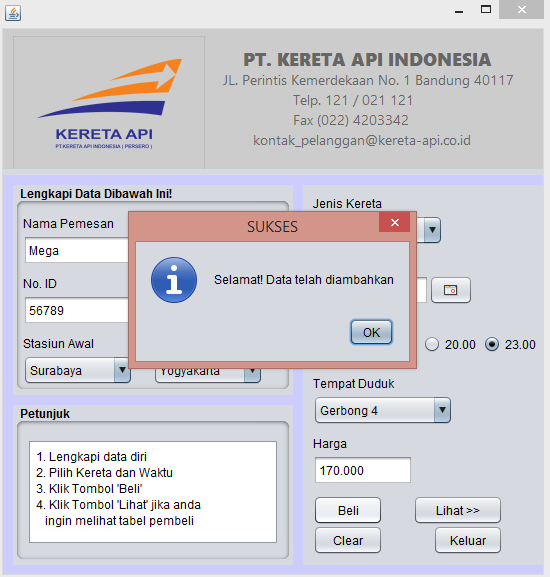 KERETA API
PT.KERETA API INDONESIA ( PERSERO )
PT. KERETA API INDONESIA
JL. Perintis Kemerdekaan No. 1 Bandung 40117
Telp. 121 / 021 121
Fax (022) 4203342
kontak_pelanggan@kereta-api.co.id
Lengkapi Data Dibawah Ini!
Nama Pemesan
Mega
No. ID
56789
Stasiun Awal
Surabaya
Yogyakarta
Jenis Kereta
SUKSES
Selamat! Data telah diambahkan
OK
20.00
23.00
Tempat Duduk
Gerbong 4
Harga
170.000
Petunjuk
1. Lengkapi data diri
2. Pilih Kereta dan Waktu
3. Klik Tombol 'Beli'
4. Klik Tombol 'Lihat' jika anda
ingin melihat tabel pembeli
Beli
Lihat >>
Clear
Keluar